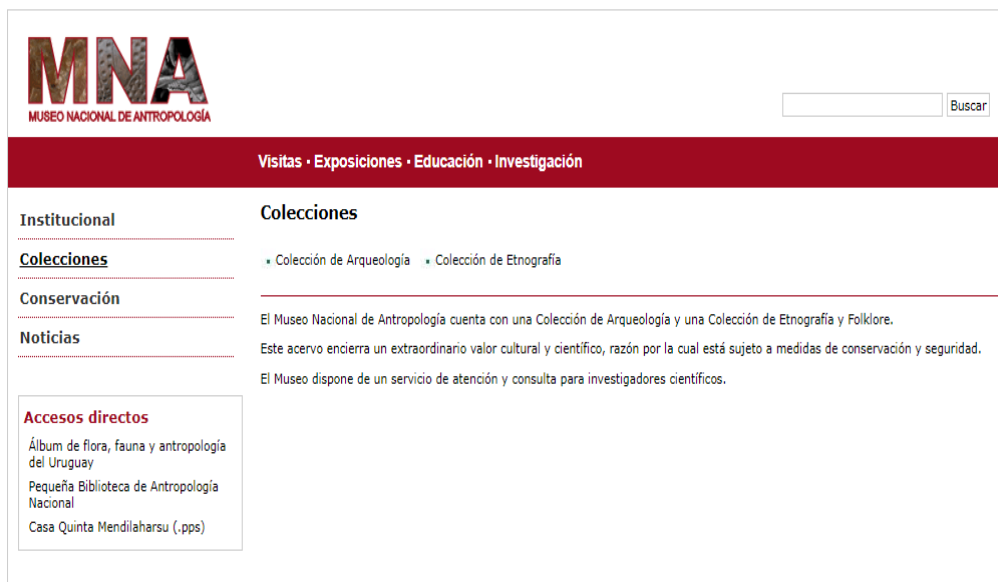 MNA
MUSEO NACIONAL DE ANTROPOLOGÍA
Buscar
Visitas · Exposiciones · Educación · Investigación
Institucional
Colecciones
Conservación
Noticias
Accesos directos
Álbum de flora, fauna y antropología
del Uruguay
Pequeña Biblioteca de Antropología
Nacional
Casa Quinta Mendilaharsu (.pps)
Colecciones
▪ Colección de Arqueología ▪ Colección de Etnografía
El Museo Nacional de Antropología cuenta con una Colección de Arqueología y una Colección de Etnografía y Folklore.
Este acervo encierra un extraordinario valor cultural y científico, razón por la cual está sujeto a medidas de conservación y seguridad.
El Museo dispone de un servicio de atención y consulta para investigadores científicos.